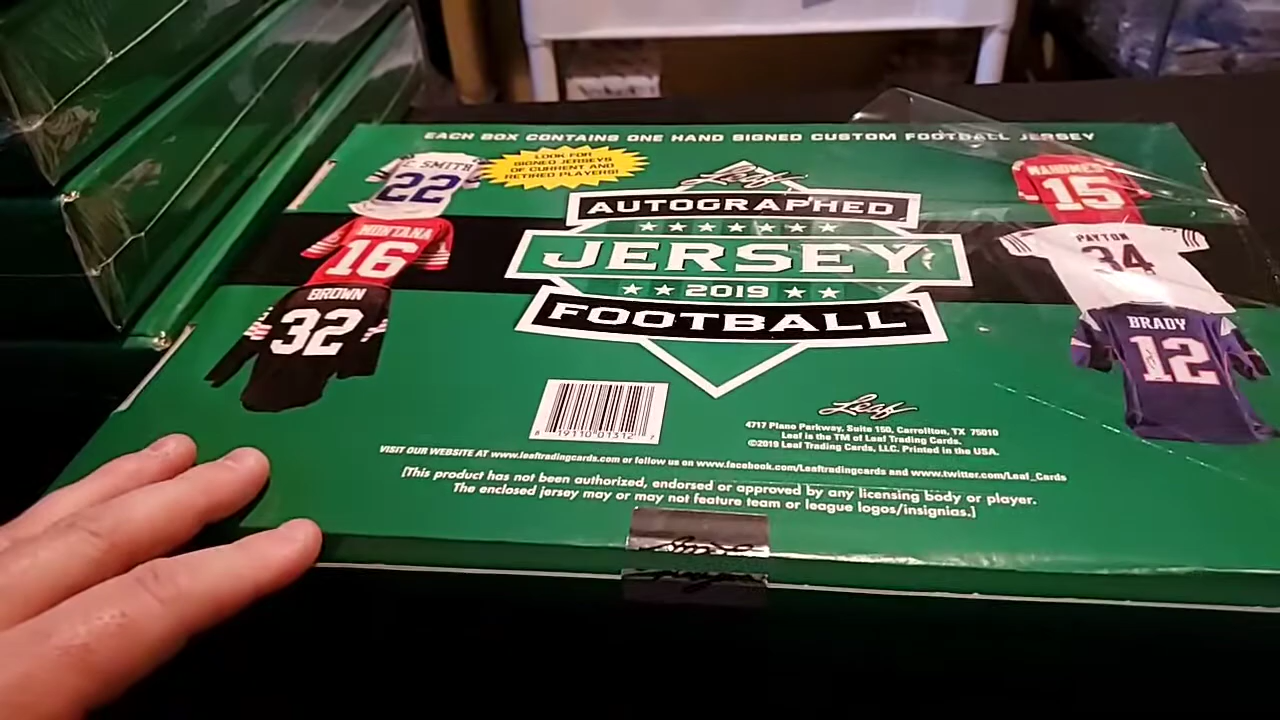 EACH BOX CONTAINS ONE HAND SIGNED CUSTOM FOOTBALL JERSEY
LOOK FOR
SIGNED JERSEYS
OF CURRENT AND
RETIRED PLAYERS!
E. SMITH
22
MONTANA
16
BROWN
32
Leaf
AUTOGRAPHED
JERSEY
2019
FOOTBALL
MAHOMES
15
PAYTON
34
BRADY
12
8 19110 01312 7
Leaf
4717 Plano Parkway, Suite 150, Carrollton, TX 75010
Leaf is the TM of Leaf Trading Cards.
©2019 Leaf Trading Cards, LLC. Printed in the USA.
VISIT OUR WEBSITE AT www.leaftradingcards.com or follow us on www.facebook.com/Leaftradingcards and www.twitter.com/Leaf_Cards
[This product has not been authorized, endorsed or approved by any licensing body or player.
The enclosed jersey may or may not feature team or league logos/insignias.]